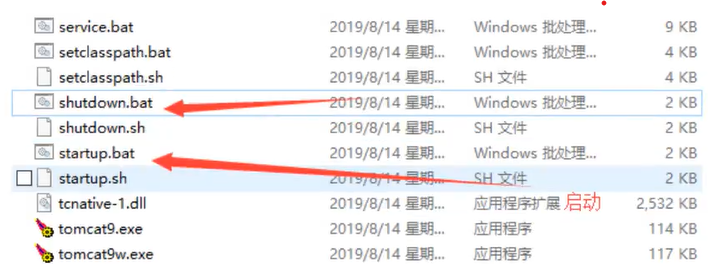 service.bat 2019/8/14 星期... Windows 批处理... 9 KB
setclasspath.bat 2019/8/14 星期... Windows 批处理... 4 KB
setclasspath.sh 2019/8/14 星期... SH 文件 4 KB
shutdown.bat 2019/8/14 星期... Windows 批处理... 2 KB
shutdown.sh 2019/8/14 星期... SH 文件 2 KB
startup.bat 2019/8/14 星期... Windows 批处理... 2 KB
startup.sh 2019/8/14 星期... SH 文件 2 KB
tcnative-1.dll 2019/8/14 星期... 应用程序扩展 启动 2,532 KB
tomcat9.exe 2019/8/14 星期... 应用程序 114 KB
tomcat9w.exe 2019/8/14 星期... 应用程序 117 KB